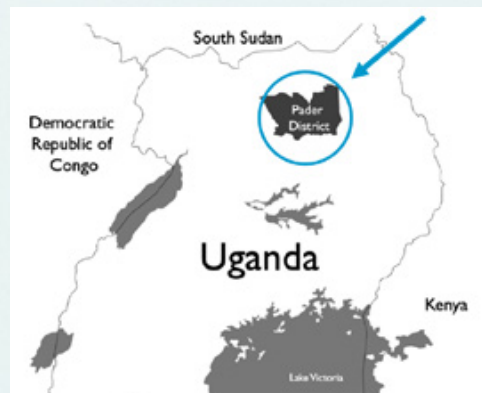 South Sudan
Pader
District
Democratic
Republic of
Congo
Uganda
Kenya
Lake Victoria